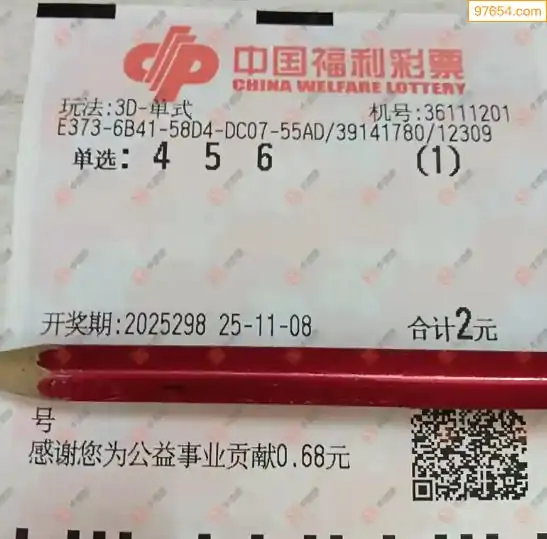 97654.com
中国福利彩票
CHINA WELFARE LOTTERY
玩法:3D-单式 机号:36111201
E373-6B41-58D4-DC07-55AD/39141780/12309
单选: 4 5 6 (1)
开奖期:2025298 25-11-08 合计2元
号
感谢您为公益事业贡献0.68元